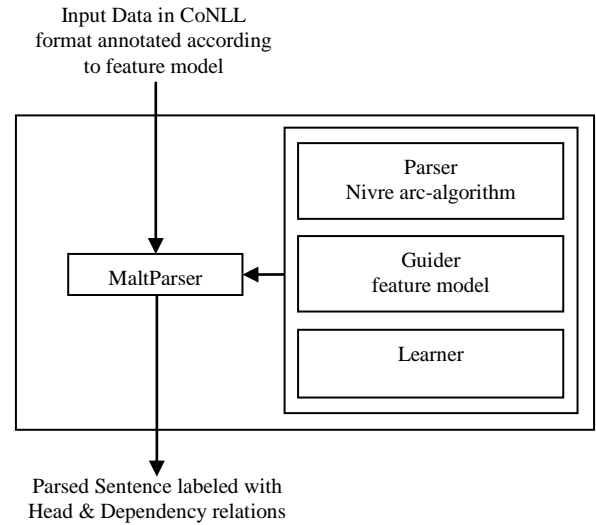 Input Data in CoNLL
format annotated according
to feature model
Parser
Nivre arc-algorithm
MaltParser
Guider
feature model
Learner
Parsed Sentence labeled with
Head & Dependency relations